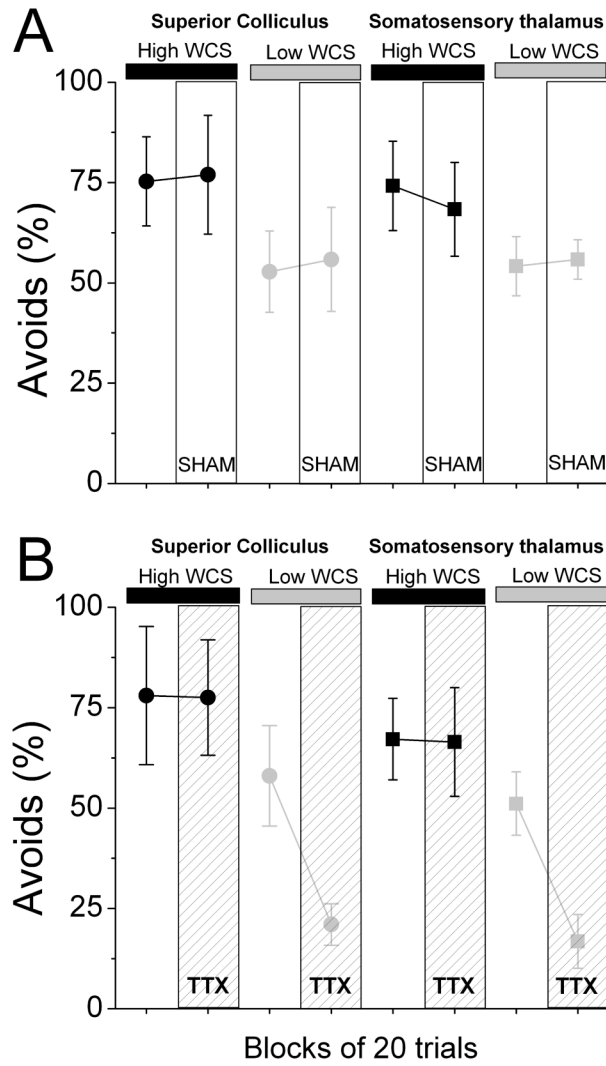 A
Superior Colliculus Somatosensory thalamus
High WCS Low WCS High WCS Low WCS
100
75
50
25
0
Avoids (%)
SHAM SHAM SHAM SHAM
B
Superior Colliculus Somatosensory thalamus
High WCS Low WCS High WCS Low WCS
100
75
50
25
0
Avoids (%)
TTX TTX TTX TTX
Blocks of 20 trials